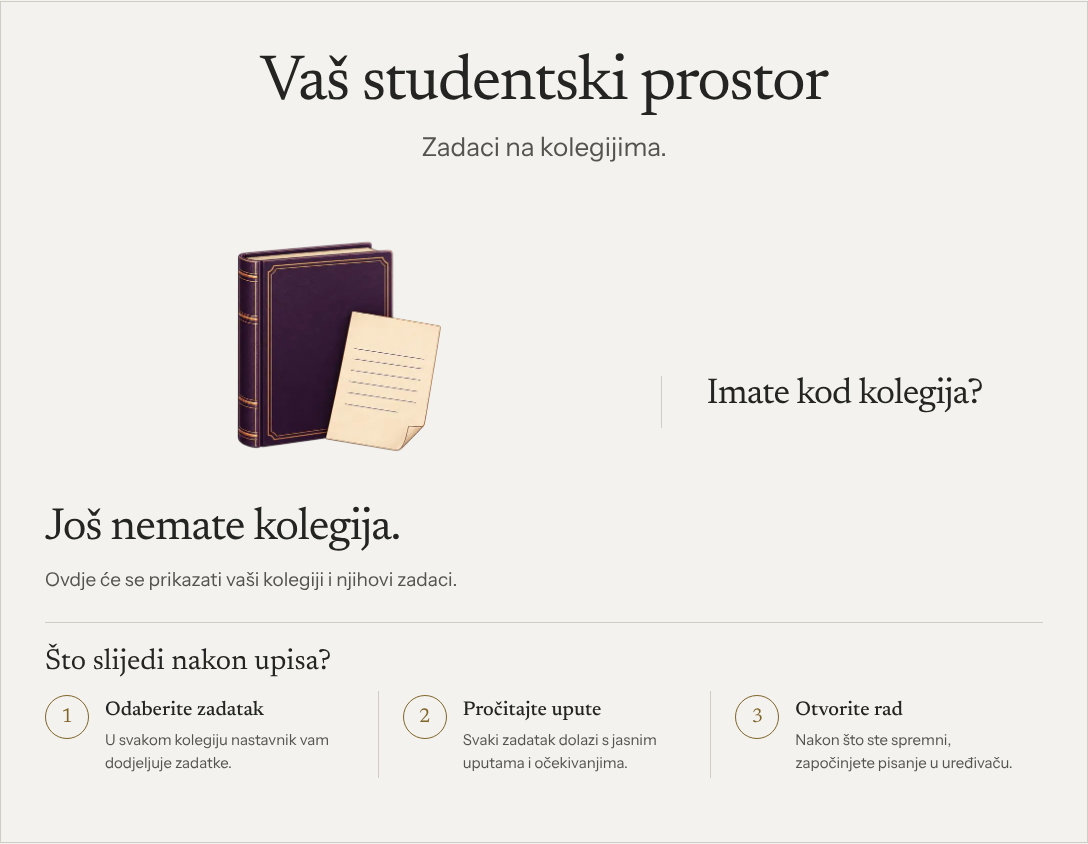 Vaš studentski prostor
Zadaci na kolegijima.
Imate kod kolegija?
Još nemate kolegija.
Ovdje će se prikazati vaši kolegiji i njihovi zadaci.
Što slijedi nakon upisa?
1
Odaberite zadatak
U svakom kolegiju nastavnik vam
dodjeljuje zadatke.
2
Pročitajte upute
Svaki zadatak dolazi s jasnim
uputama i očekivanjima.
3
Otvorite rad
Nakon što ste spremni,
započinjete pisanje u uređivaču.